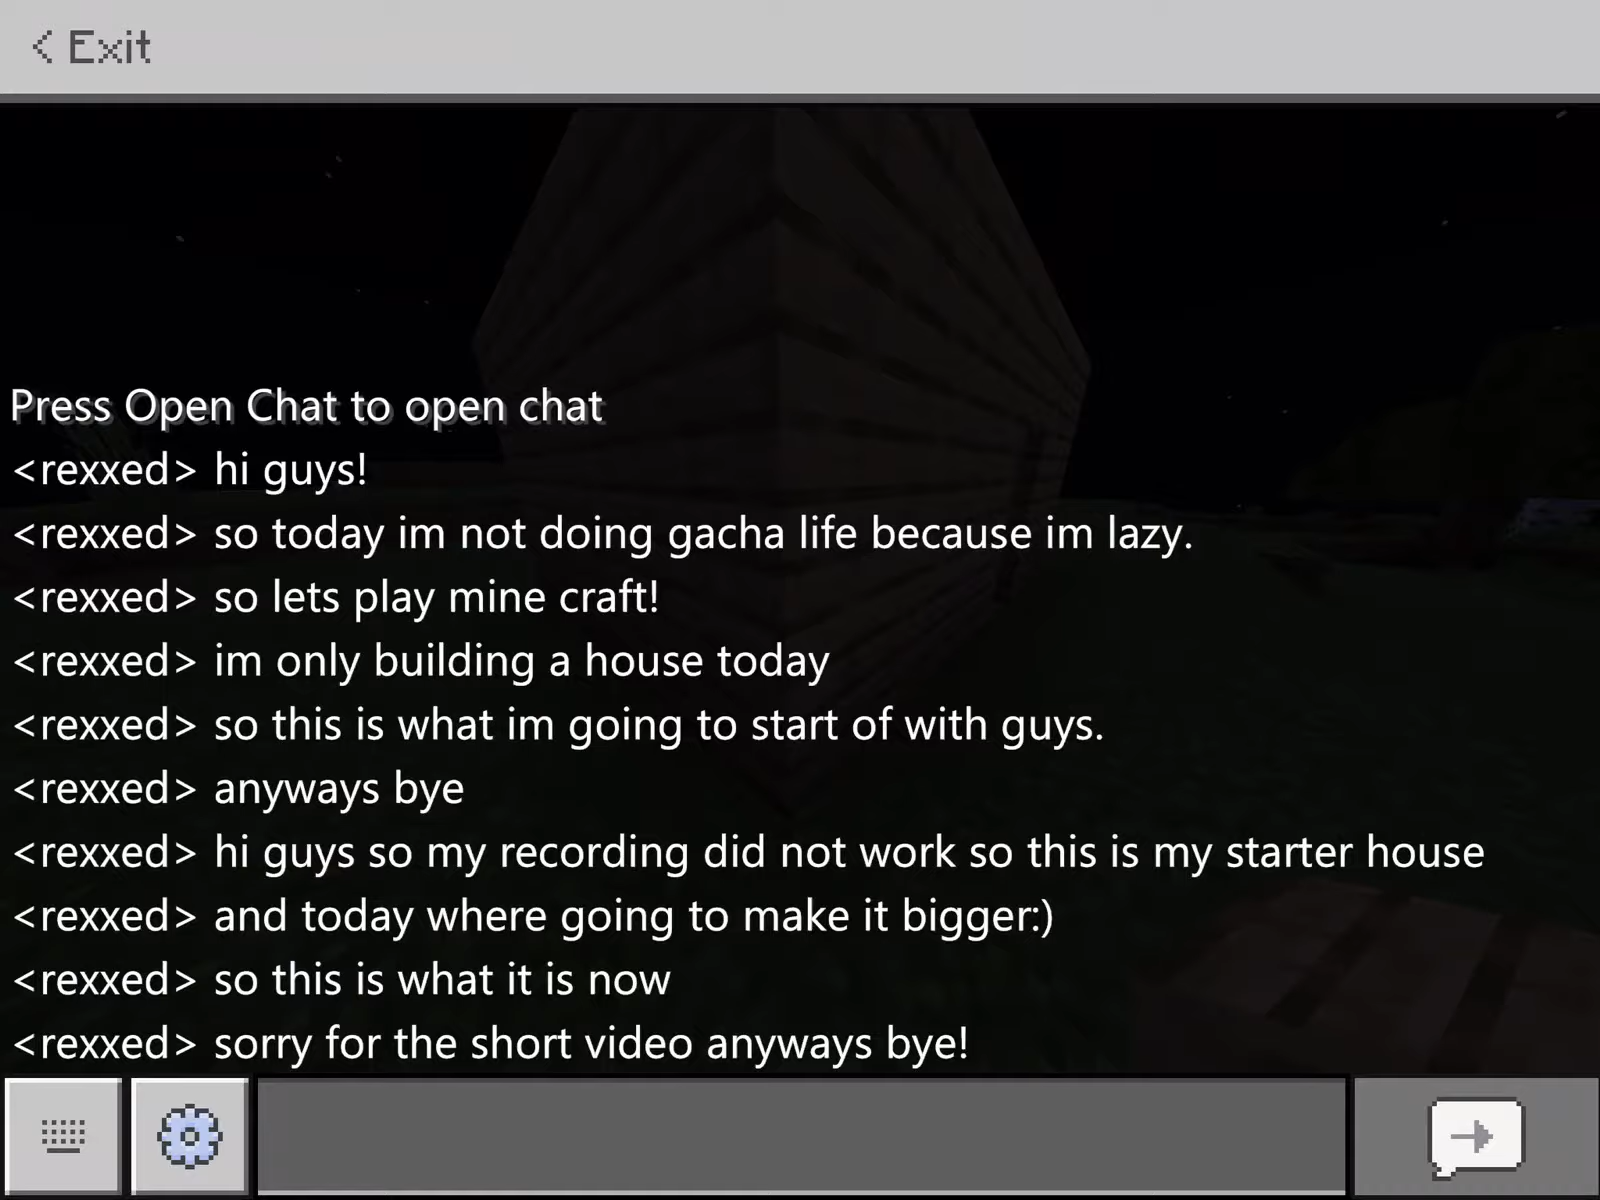 < Exit
Press Open Chat to open chat
<rexxed> hi guys!
<rexxed> so today im not doing gacha life because im lazy.
<rexxed> so lets play mine craft!
<rexxed> im only building a house today
<rexxed> so this is what im going to start of with guys.
<rexxed> anyways bye
<rexxed> hi guys so my recording did not work so this is my starter house
<rexxed> and today where going to make it bigger:)
<rexxed> so this is what it is now
<rexxed> sorry for the short video anyways bye!